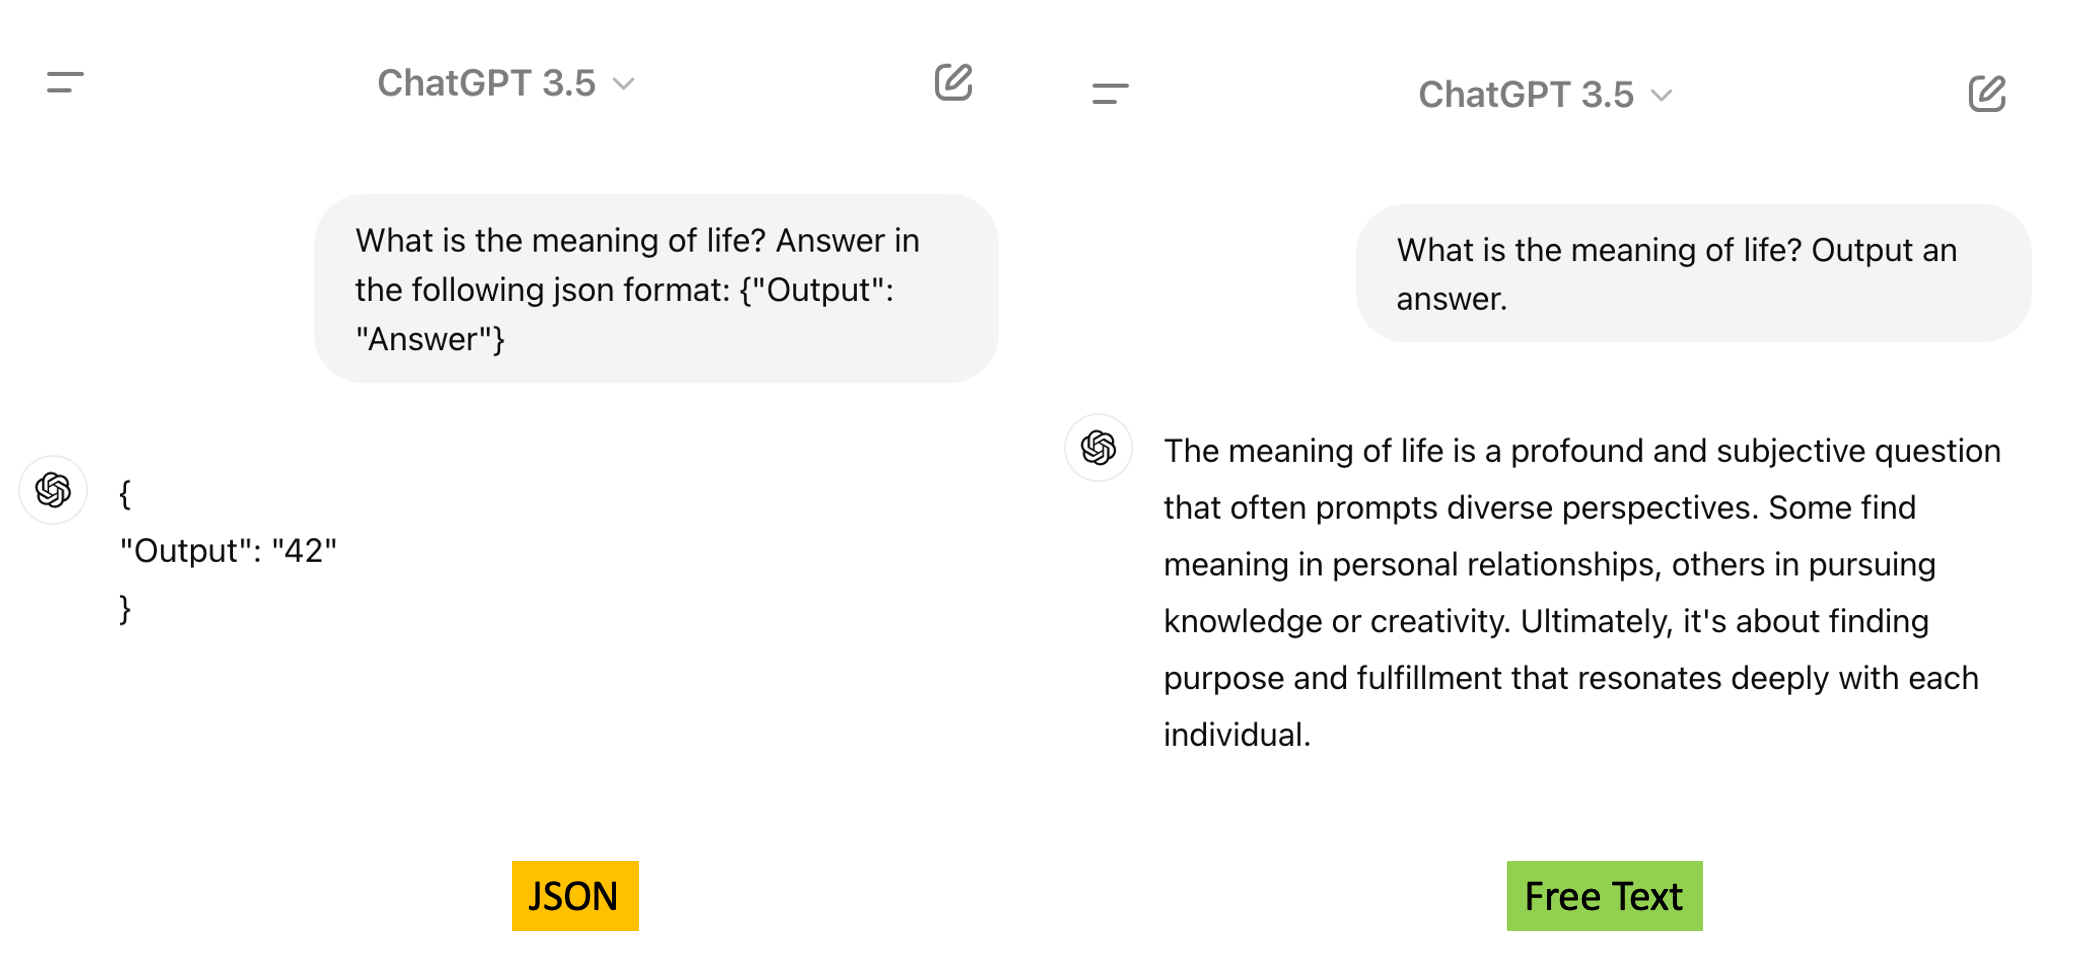 ChatGPT 3.5
What is the meaning of life? Answer in
the following json format: {"Output":
"Answer"}
{
"Output": "42"
}
JSON
ChatGPT 3.5
What is the meaning of life? Output an
answer.
The meaning of life is a profound and subjective question
that often prompts diverse perspectives. Some find
meaning in personal relationships, others in pursuing
knowledge or creativity. Ultimately, it's about finding
purpose and fulfillment that resonates deeply with each
individual.
Free Text